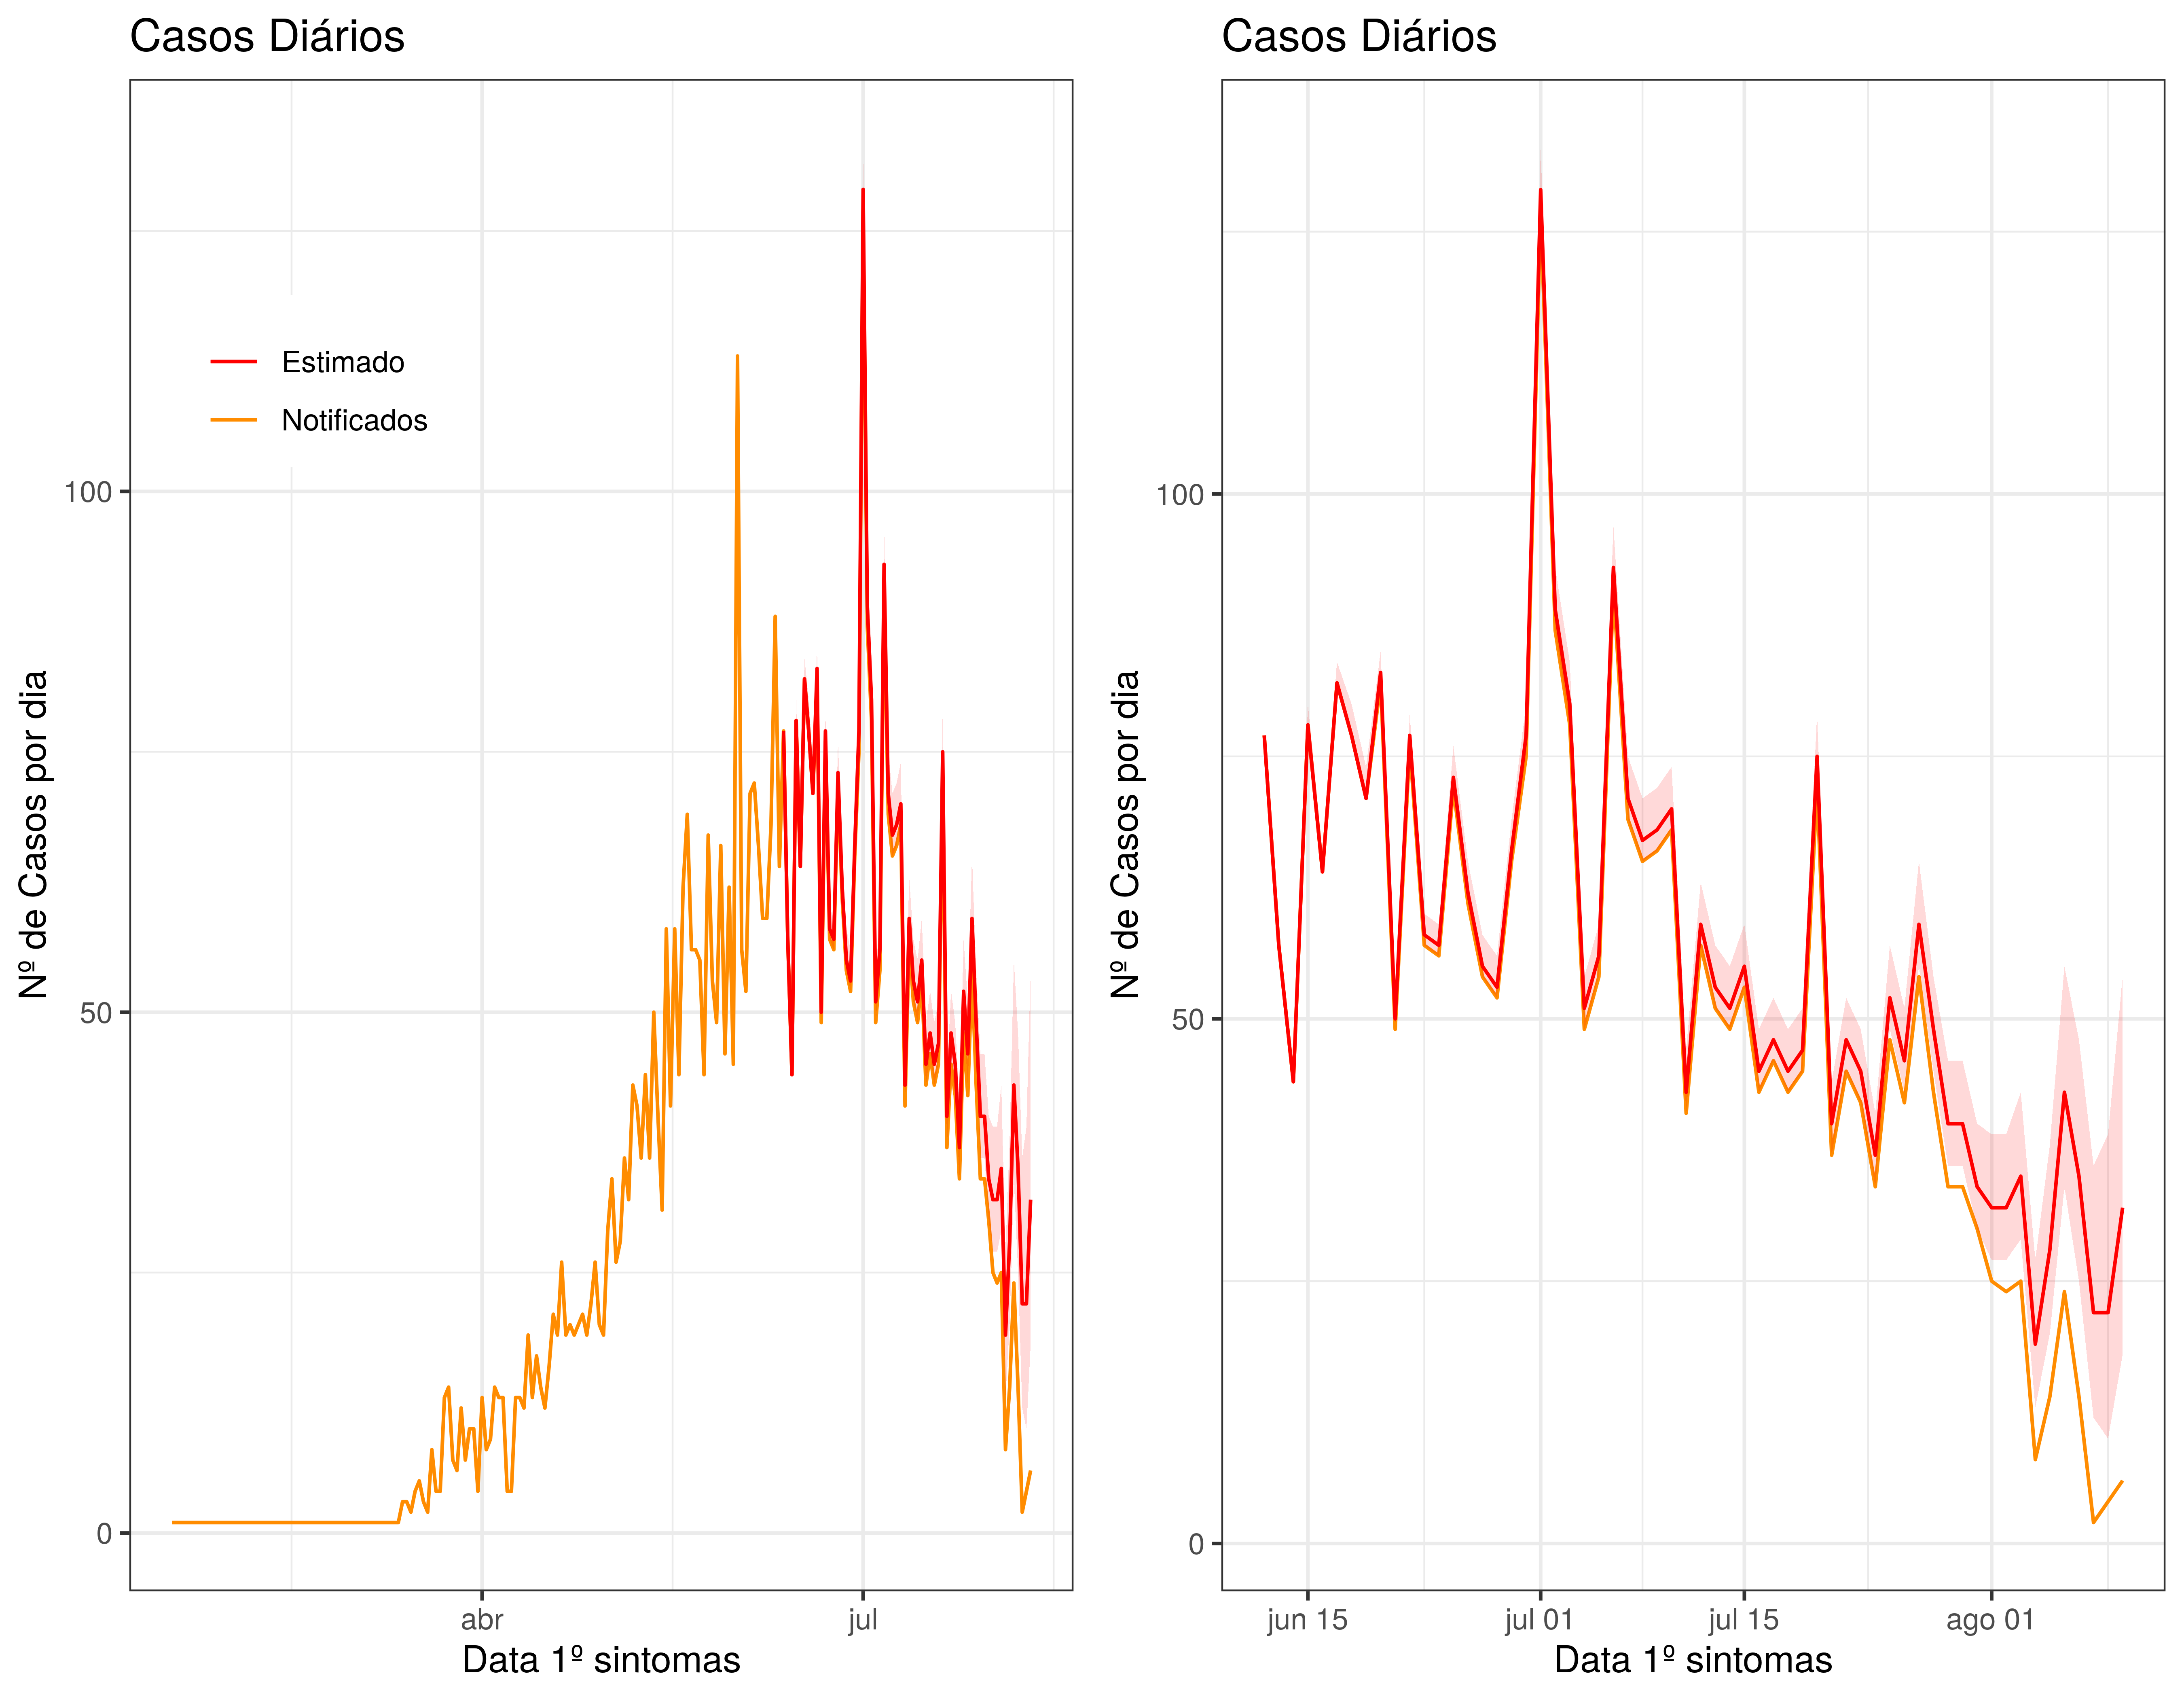 Casos Diários
Nº de Casos por dia
100
50
0
Estimado
Notificados
abr
jul
Data 1º sintomas
Casos Diários
Nº de Casos por dia
100
50
0
jun 15
jul 01
jul 15
ago 01
Data 1º sintomas